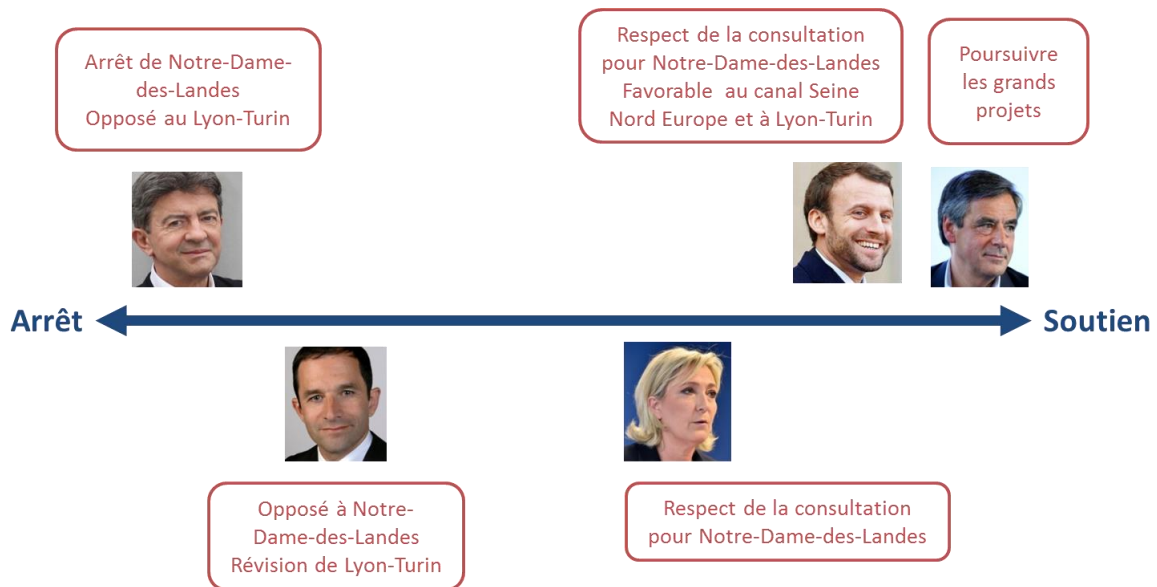 Arrêt de Notre-Dame-
des-Landes
Opposé au Lyon-Turin
Respect de la consultation
pour Notre-Dame-des-Landes
Favorable au canal Seine
Nord Europe et à Lyon-Turin
Poursuivre
les grands
projets
Arrêt
Soutien
Opposé à Notre-
Dame-des-Landes
Révision de Lyon-Turin
Respect de la consultation
pour Notre-Dame-des-Landes